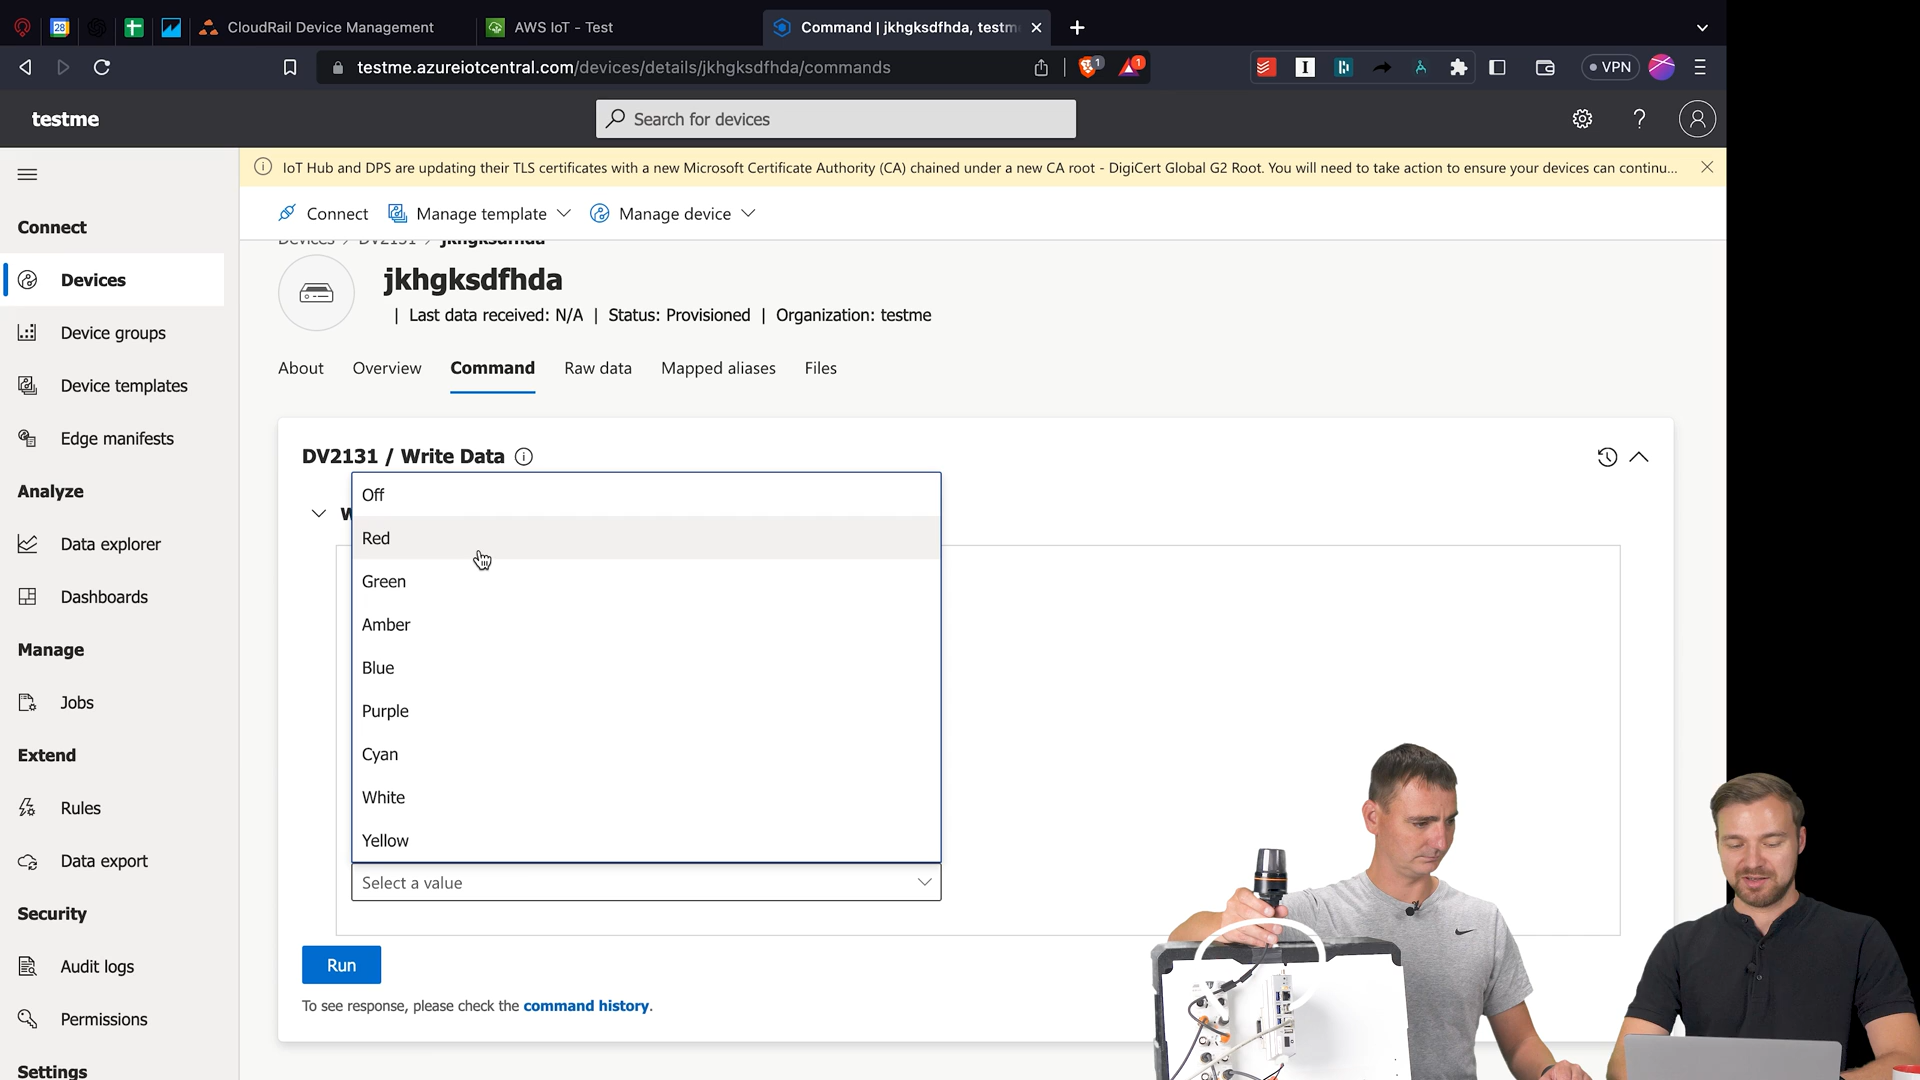 28
CloudRail Device Management
AWS IoT - Test
Command | jkhgksdfhda, testm
testme.azureiotcentral.com/devices/details/jkhgksdfhda/commands
1
1
VPN
testme
Search for devices
IoT Hub and DPS are updating their TLS certificates with a new Microsoft Certificate Authority (CA) chained under a new CA root - DigiCert Global G2 Root. You will need to take action to ensure your devices can continu...
Connect
Manage template
Manage device
Connect
Devices
Device groups
Device templates
Edge manifests
Analyze
Data explorer
Dashboards
Manage
Jobs
Extend
Rules
Data export
Security
Audit logs
Permissions
Settings
Devices / DV2131 / jkhgksdfhda
jkhgksdfhda
| Last data received: N/A | Status: Provisioned | Organization: testme
About
Overview
Command
Raw data
Mapped aliases
Files
DV2131 / Write Data
Off
Red
Green
Amber
Blue
Purple
Cyan
White
Yellow
Select a value
Run
To see response, please check the command history.